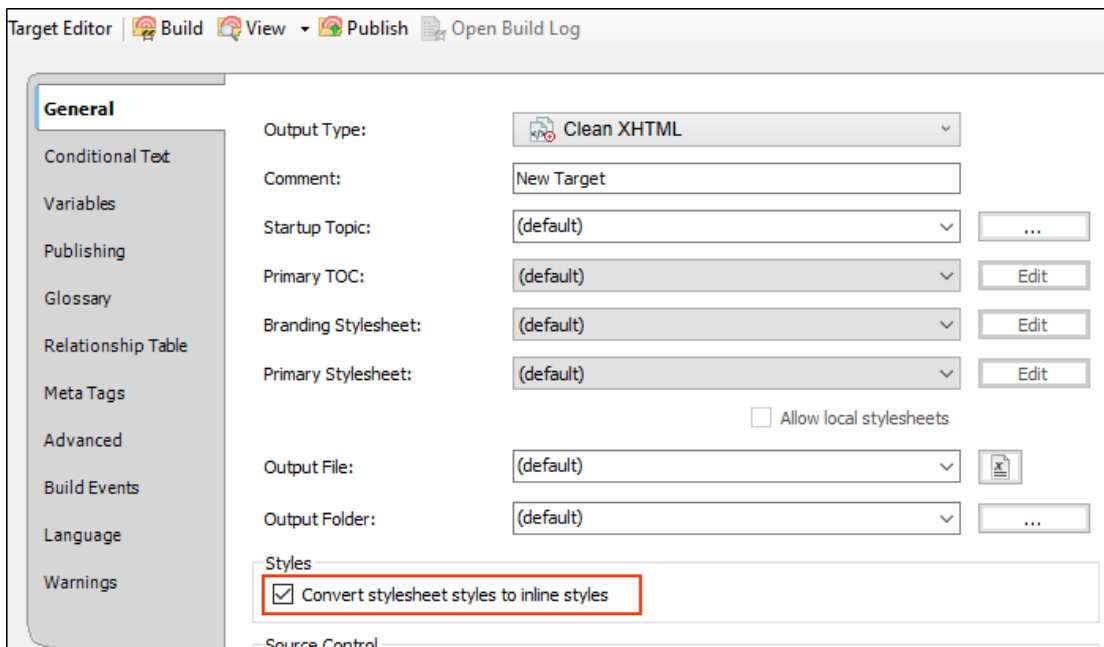 Target Editor Build View Publish Open Build Log
General
Output Type: Clean XHTML
Conditional Text
Comment: New Target
Variables
Startup Topic: (default) ...
Publishing
Primary TOC: (default) Edit
Glossary
Branding Stylesheet: (default) Edit
Relationship Table
Primary Stylesheet: (default) Edit
Meta Tags
Allow local stylesheets
Advanced
Output File: (default)
Build Events
Output Folder: (default) ...
Language
Styles
Warnings
Convert stylesheet styles to inline styles
Source Control